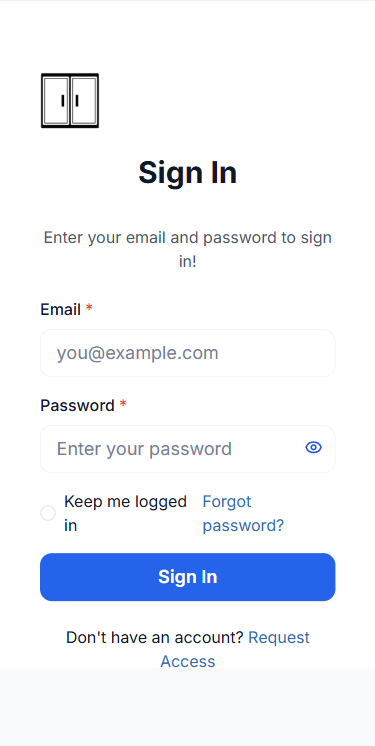 Sign In
Enter your email and password to sign
in!
Email *
you@example.com
Password *
Enter your password
Keep me logged
in
Forgot
password?
Sign In
Don't have an account? Request
Access